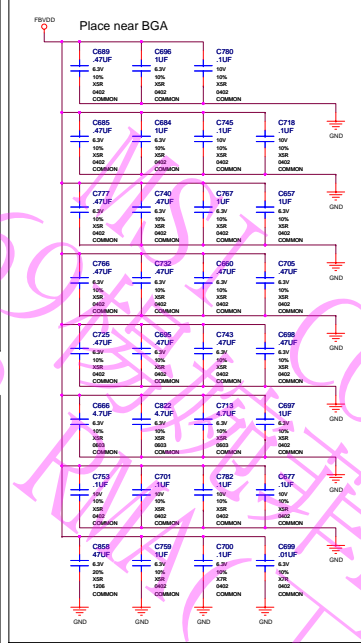 FBVDD
Place near BGA
C689
.47UF
6.3V
10%
X5R
0402
COMMON
C696
1UF
6.3V
10%
X5R
0402
COMMON
C780
.1UF
10V
10%
X5R
0402
COMMON
GND
C685
.47UF
6.3V
10%
X5R
0402
COMMON
C684
1UF
6.3V
10%
X5R
0402
COMMON
C745
.1UF
10V
10%
X5R
0402
COMMON
C718
.1UF
10V
10%
X5R
0402
COMMON
GND
C777
.47UF
6.3V
10%
X5R
0402
COMMON
C740
.47UF
6.3V
10%
X5R
0402
COMMON
C767
1UF
6.3V
10%
X5R
0402
COMMON
C657
1UF
6.3V
10%
X5R
0402
COMMON
GND
C766
.47UF
6.3V
10%
X5R
0402
COMMON
C732
.47UF
6.3V
10%
X5R
0402
COMMON
C660
.47UF
6.3V
10%
X5R
0402
COMMON
C705
.47UF
6.3V
10%
X5R
0402
COMMON
GND
C725
.47UF
6.3V
10%
X5R
0402
COMMON
C695
.47UF
6.3V
10%
X5R
0402
COMMON
C743
.47UF
6.3V
10%
X5R
0402
COMMON
C698
.47UF
6.3V
10%
X5R
0402
COMMON
GND
C666
4.7UF
6.3V
10%
X5R
0603
COMMON
C822
4.7UF
6.3V
10%
X5R
0603
COMMON
C713
4.7UF
6.3V
10%
X5R
0603
COMMON
C697
1UF
6.3V
10%
X5R
0402
COMMON
GND
C753
.1UF
10V
10%
X5R
0402
COMMON
C701
.1UF
10V
10%
X5R
0402
COMMON
C782
.1UF
10V
10%
X5R
0402
COMMON
C677
.1UF
10V
10%
X5R
0402
COMMON
GND
C858
47UF
6.3V
20%
X5R
1206
COMMON
C759
1UF
6.3V
10%
X5R
0402
COMMON
C700
.1UF
6.3V
10%
X7R
0402
COMMON
C699
.01UF
6.3V
10%
X7R
0402
COMMON
GND
GND
GND
GND